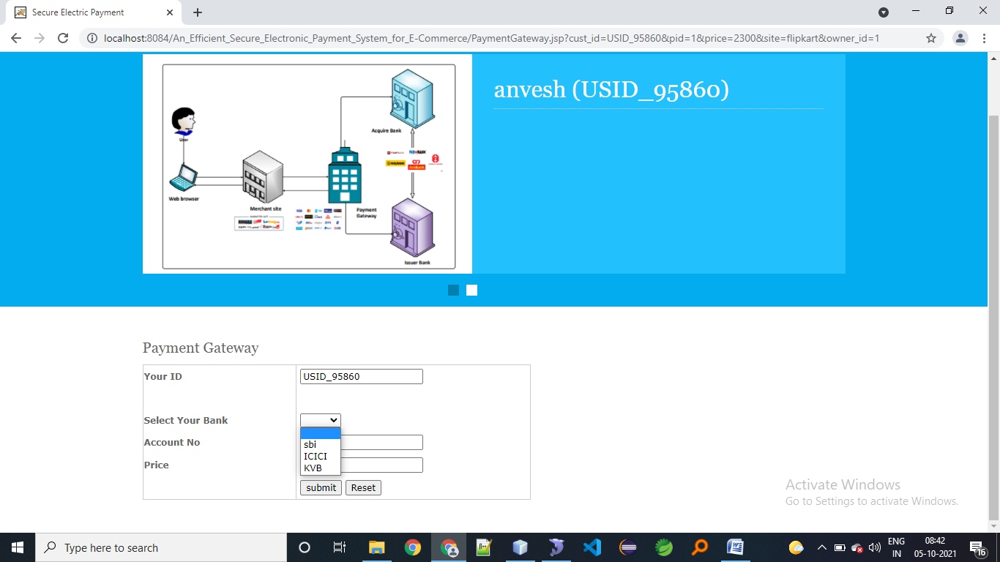 Secure Electric Payment
localhost:8084/An_Efficient_Secure_Electronic_Payment_System_for_E-Commerce/PaymentGateway.jsp?cust_id=USID_95860&pid=1&price=2300&site=flipkart&owner_id=1
anvesh (USID_95860)
User
Acquire Bank
Web browser
Merchant site
Payment
Gateway
VISA
Issuer Bank
Payment Gateway
Your ID
USID_95860
Select Your Bank
Account No
sbi
ICICI
Price
KVB
submit
Reset
Activate Windows
Go to Settings to activate Windows.
Type here to search
ENG
IN
08:42
05-10-2021
16